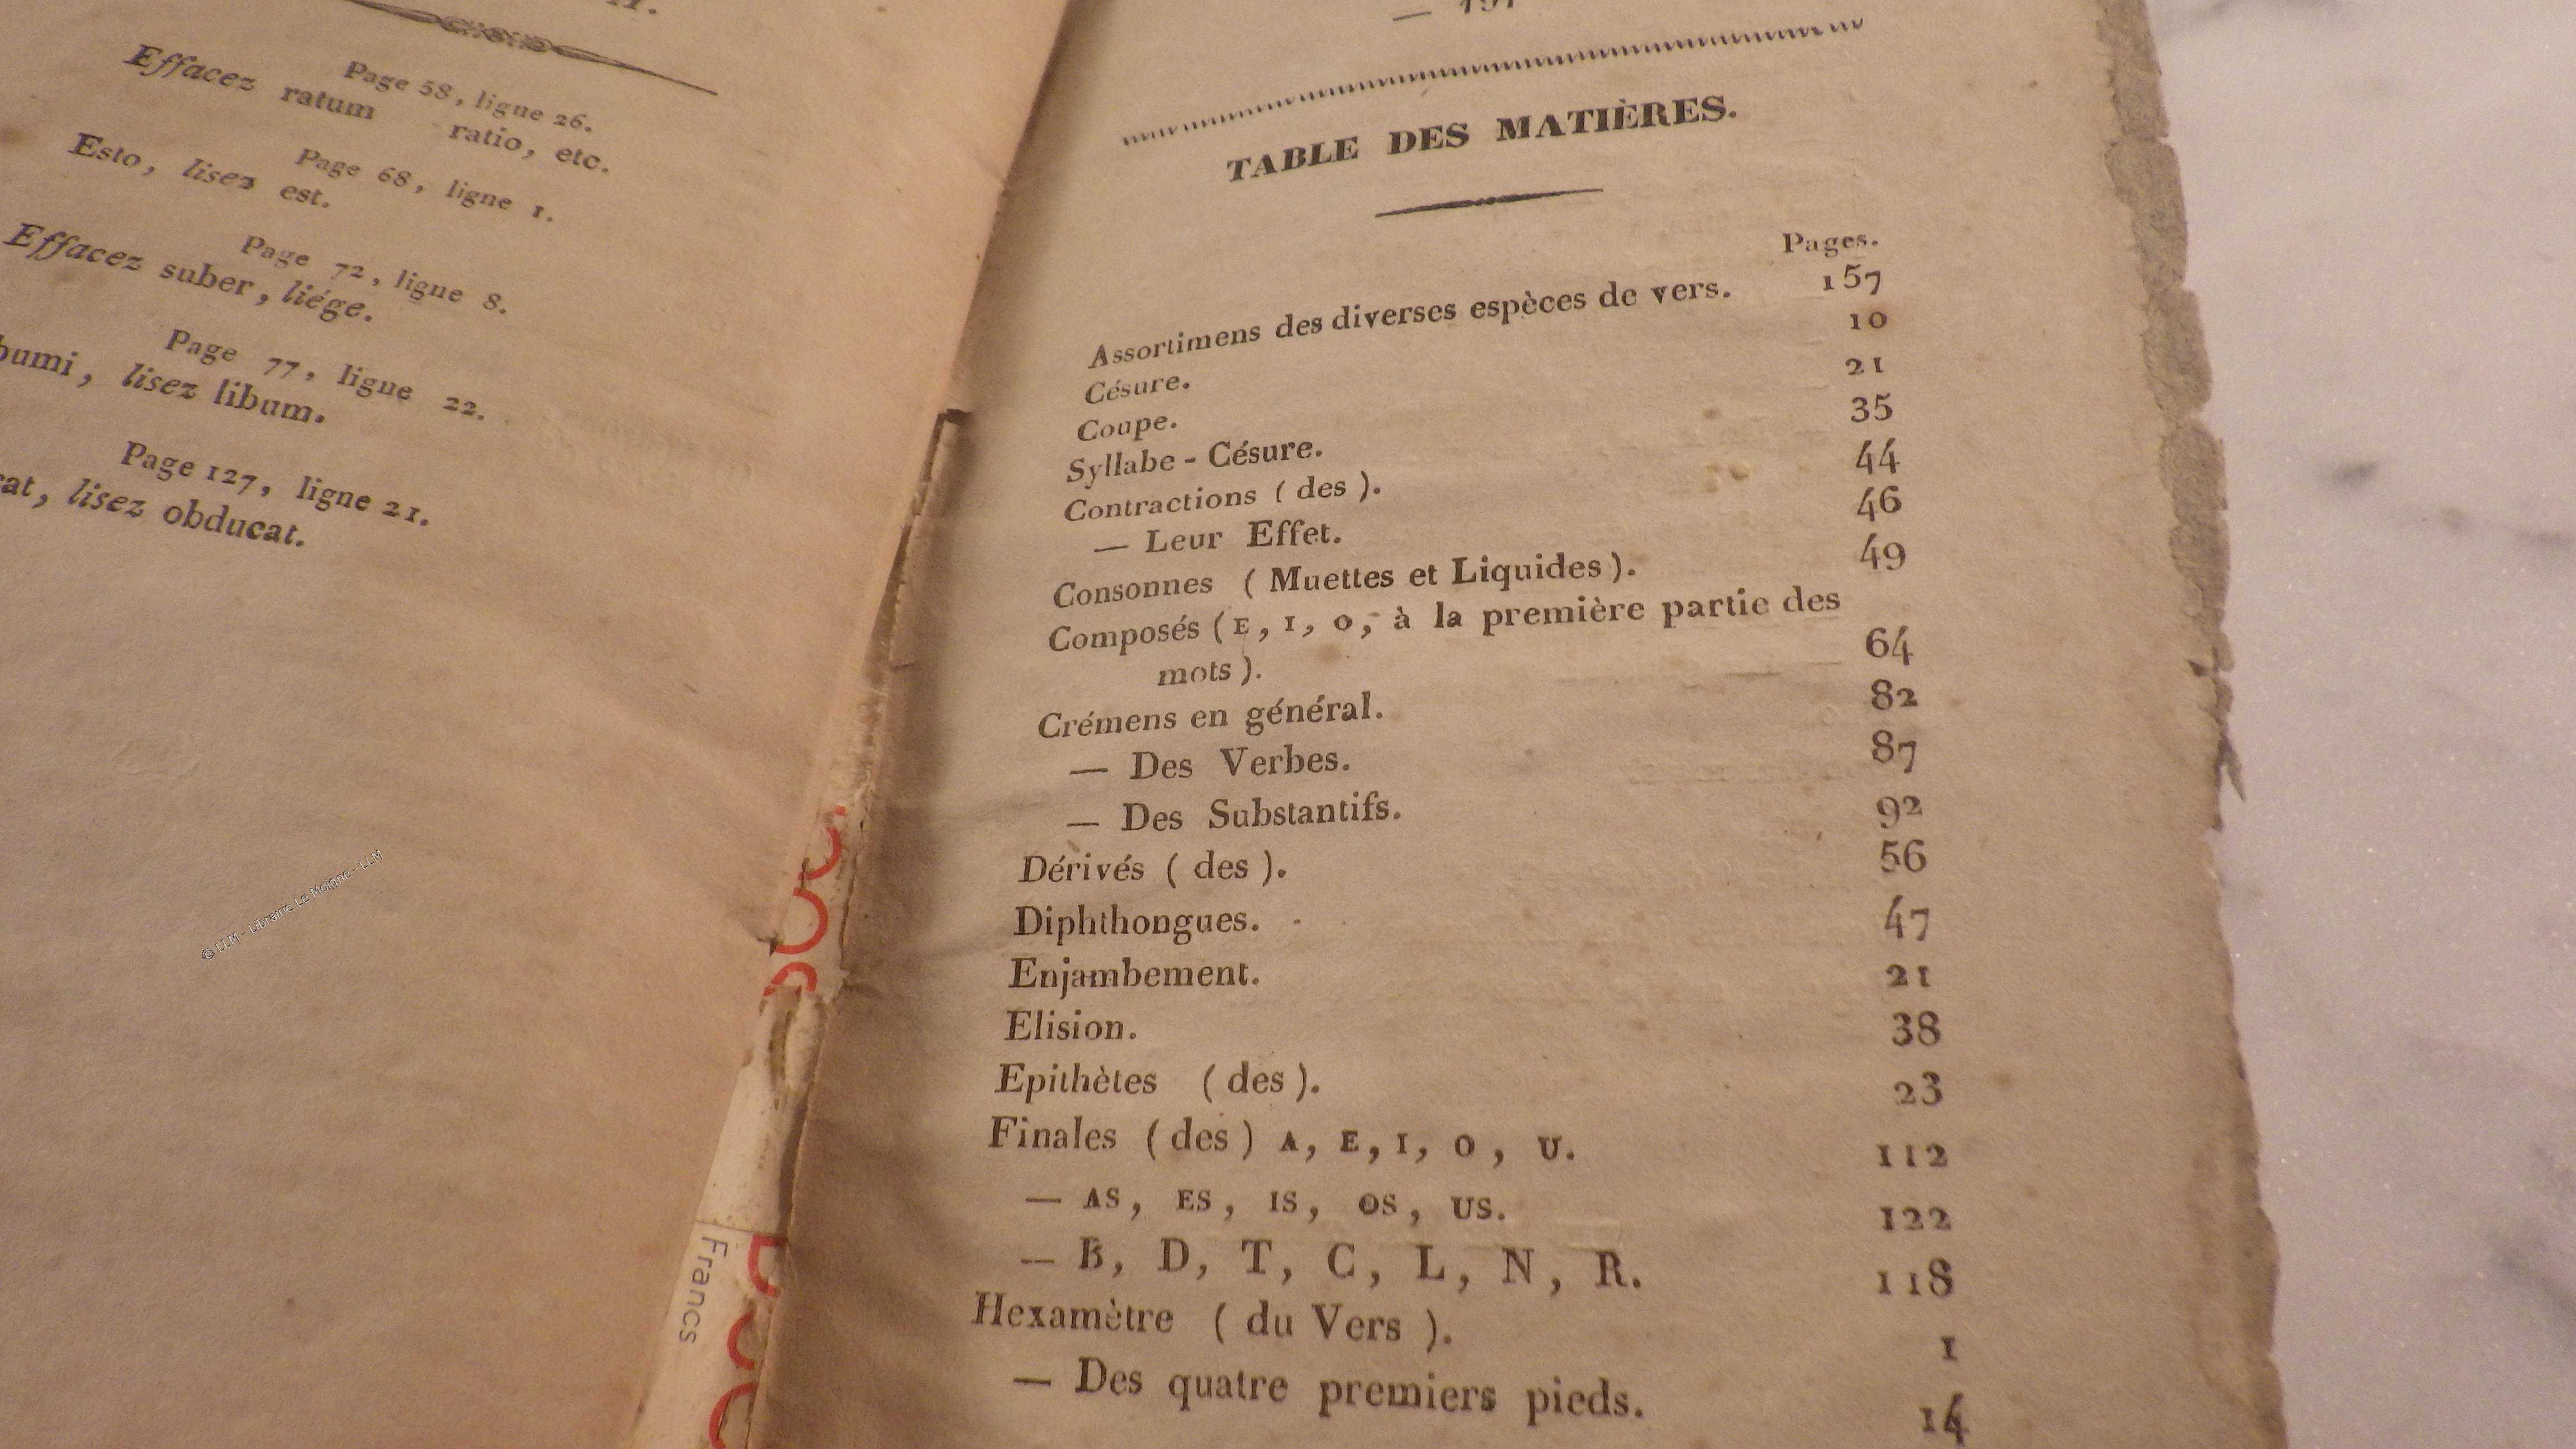 Page 58, ligne 26.
Effacez ratum ratio, etc.
Page 68, ligne 1.
Esto, lisez est.
Page 72, ligne 8.
Effacez suber, liége.
Page 77, ligne 22.
lisez libum.
Page 127, ligne 21.
lisez obducat.
© LLM - Librairie Le Moigne - LLM
Francs
TABLE DES MATIÈRES.
Pages.
Assortimens des diverses espèces de vers. 157
Césure. 10
Coupe. 21
Syllabe - Césure. 35
Contractions ( des ). 44
— Leur Effet. 46
Consonnes ( Muettes et Liquides ). 49
Composés ( E, I, O, à la première partie des
mots ). 64
Crémens en général. 82
— Des Verbes. 87
— Des Substantifs. 92
Dérivés ( des ). 56
Diphthongues. 47
Enjambement. 21
Elision. 38
Epithètes ( des ). 23
Finales ( des ) A, E, I, O, U. 112
— AS, ES, IS, OS, US. 122
— B, D, T, C, L, N, R. 118
Hexamètre ( du Vers ). 1
— Des quatre premiers pieds. 14